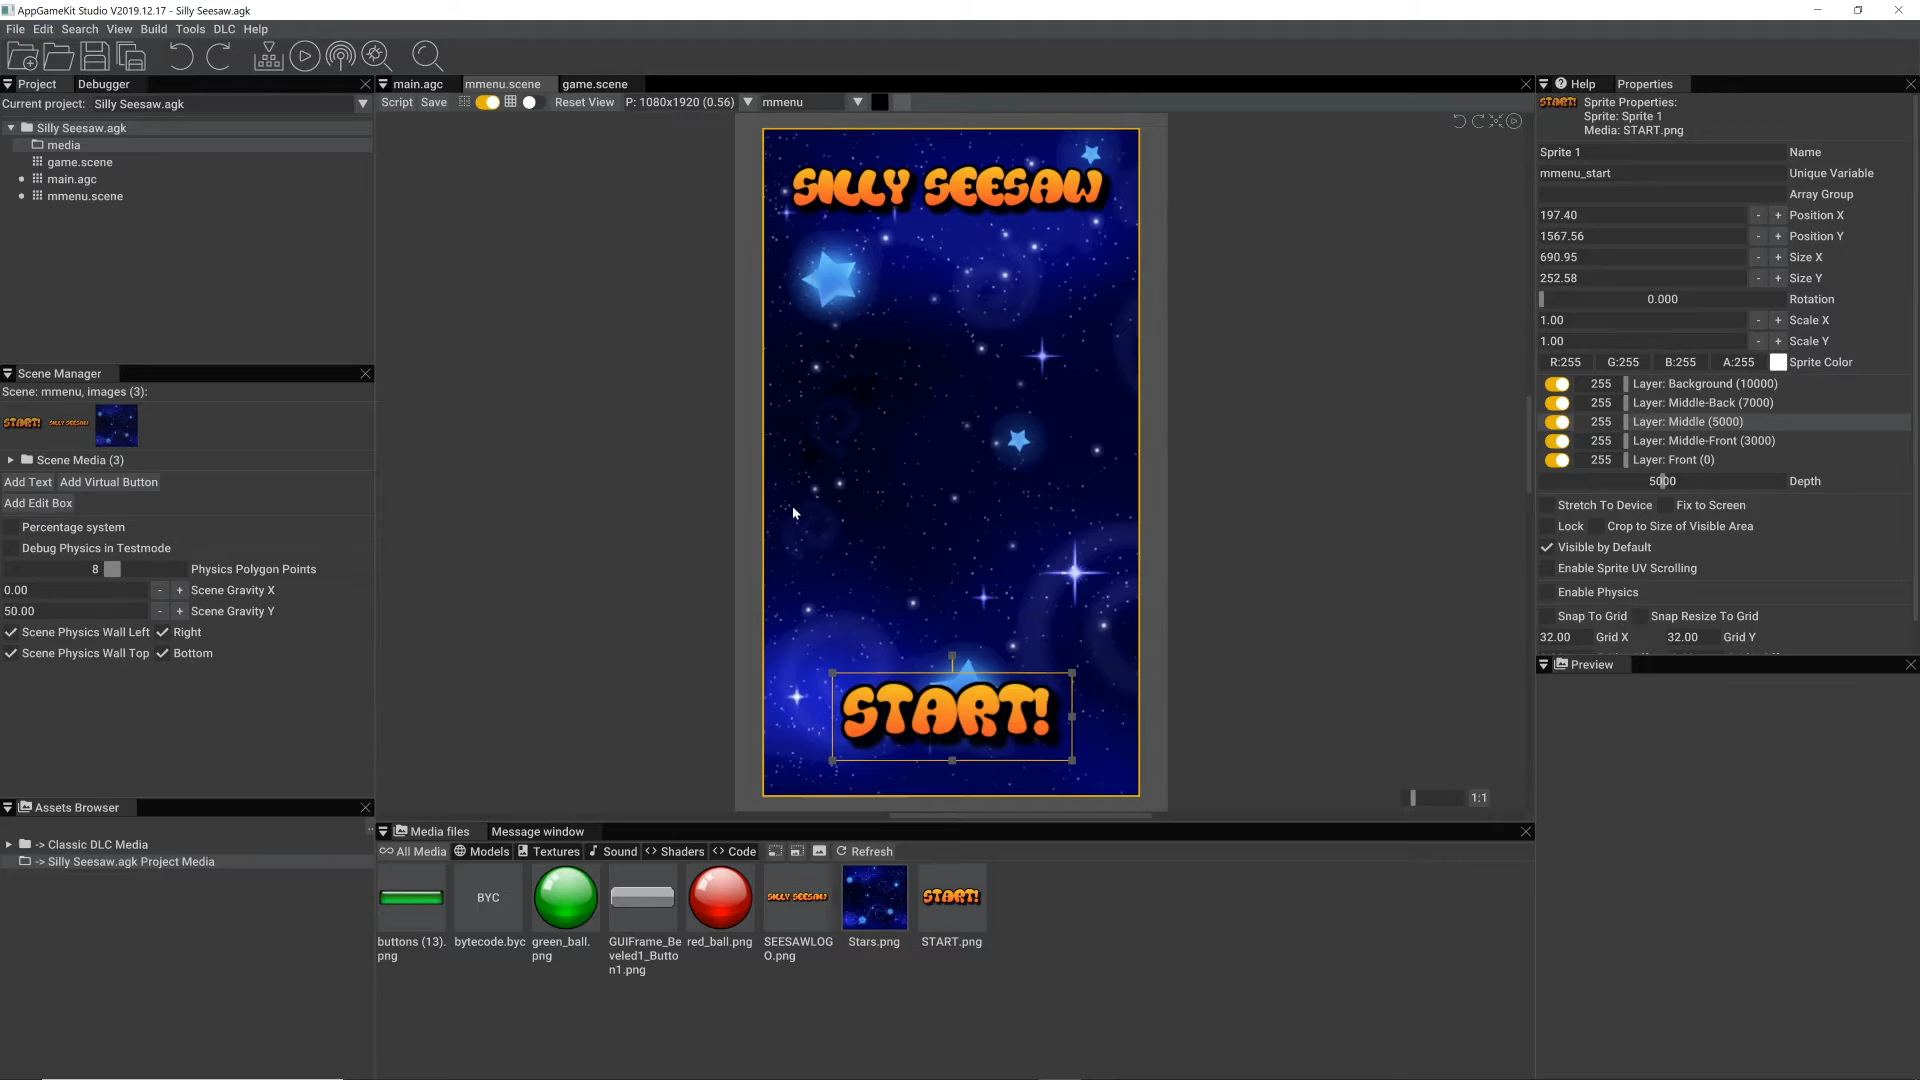 AppGameKit Studio V2019.12.17 - Silly Seesaw.agk
File Edit Search View Build Tools DLC Help
Project Debugger
Current project: Silly Seesaw.agk
Silly Seesaw.agk
media
game.scene
main.agc
mmenu.scene
Scene Manager
Scene: mmenu, images (3):
START! SILLY SEESAW
Scene Media (3)
Add Text Add Virtual Button
Add Edit Box
Percentage system
Debug Physics in Testmode
8 Physics Polygon Points
0.00 - + Scene Gravity X
50.00 - + Scene Gravity Y
Scene Physics Wall Left Right
Scene Physics Wall Top Bottom
Assets Browser
-> Classic DLC Media
-> Silly Seesaw.agk Project Media
main.agc mmenu.scene game.scene
Script Save Reset View P: 1080x1920 (0.56) mmenu
SILLY SEESAW
START!
1:1
Media files Message window
All Media Models Textures Sound Shaders Code Refresh
BYC
SILLY SEESAW
START!
buttons (13).
png
bytecode.byc
green_ball.
png
GUIFrame_Be
veled1_Butto
n1.png
red_ball.png
SEESAWLOG
O.png
Stars.png
START.png
Help Properties
START!
Sprite Properties:
Sprite: Sprite 1
Media: START.png
Sprite 1 Name
mmenu_start Unique Variable
Array Group
197.40 - + Position X
1567.56 - + Position Y
690.95 - + Size X
252.58 - + Size Y
0.000 Rotation
1.00 - + Scale X
1.00 - + Scale Y
R:255 G:255 B:255 A:255 Sprite Color
255 Layer: Background (10000)
255 Layer: Middle-Back (7000)
255 Layer: Middle (5000)
255 Layer: Middle-Front (3000)
255 Layer: Front (0)
5000 Depth
Stretch To Device Fix to Screen
Lock Crop to Size of Visible Area
Visible by Default
Enable Sprite UV Scrolling
Enable Physics
Snap To Grid Snap Resize To Grid
32.00 Grid X 32.00 Grid Y
Preview